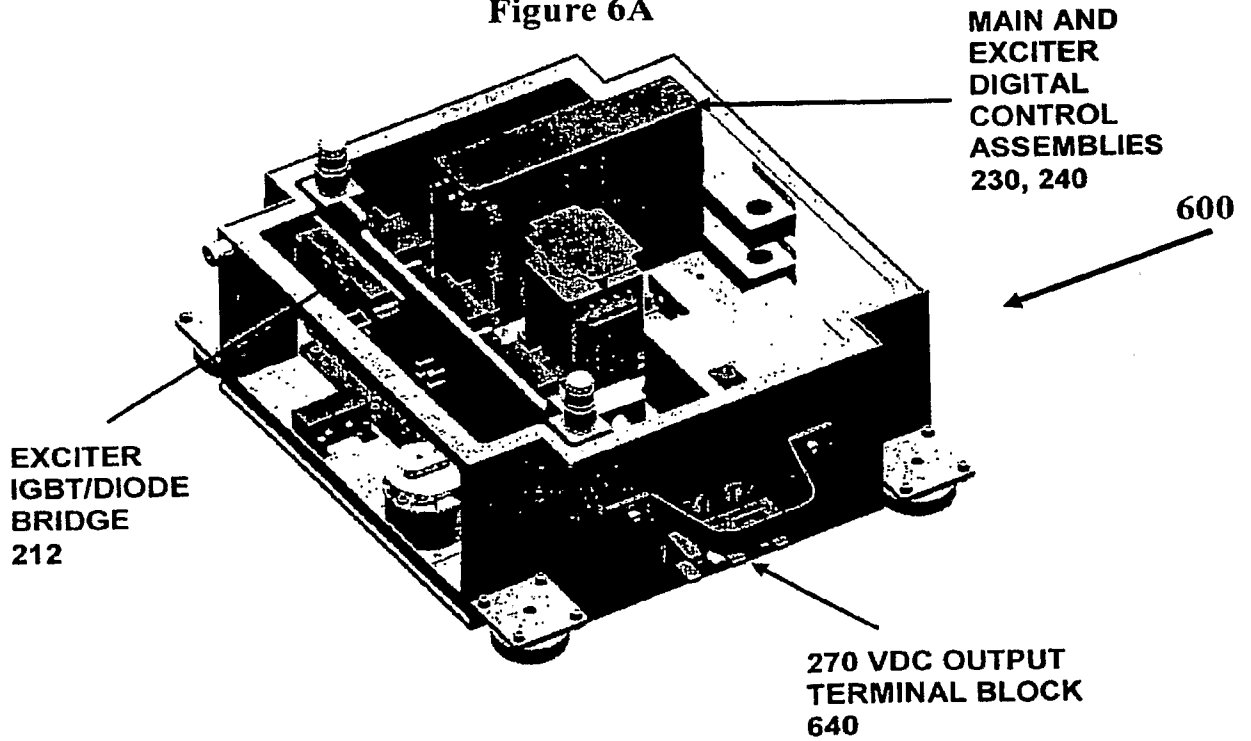 Figure 6A
MAIN AND
EXCITER
DIGITAL
CONTROL
ASSEMBLIES
230, 240
600
EXCITER
IGBT/DIODE
BRIDGE
212
270 VDC OUTPUT
TERMINAL BLOCK
640